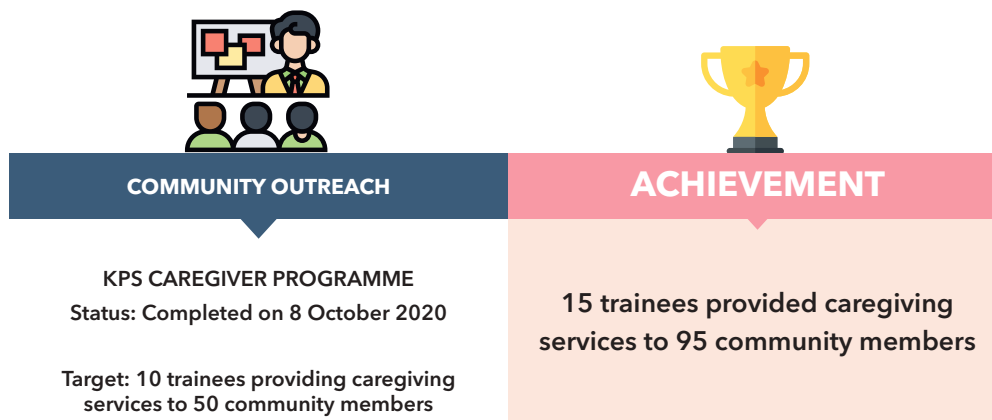 COMMUNITY OUTREACH
ACHIEVEMENT
KPS CAREGIVER PROGRAMME
Status: Completed on 8 October 2020
Target: 10 trainees providing caregiving
services to 50 community members
15 trainees provided caregiving
services to 95 community members